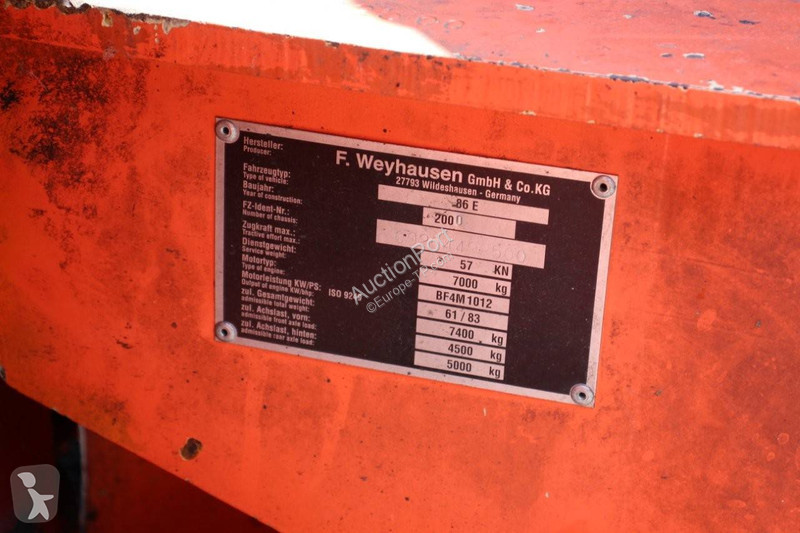 Hersteller: F. Weyhausen GmbH & Co. KG
Producer: 27793 Wildeshausen - Germany
Fahrzeugtyp: 86 E
Type of vehicle:
Baujahr: 2000
Year of construction:
FZ-Ident-Nr.:
Number of chassis:
Zugkraft max.: 57 KN
Tractive effort max.:
Dienstgewicht: 7000 kg
Service weight:
Motortyp: BF4M1012
Type of engine:
Motorleistung KW/PS: ISO 61 / 83
Output of engine KW/bhp:
zul. Gesamtgewicht: 7400 kg
admissible total weight:
zul. Achslast, vorn: 4500 kg
admissible front axle load:
zul. Achslast, hinten: 5000 kg
admissible rear axle load:
AuctionPort
©Europe-